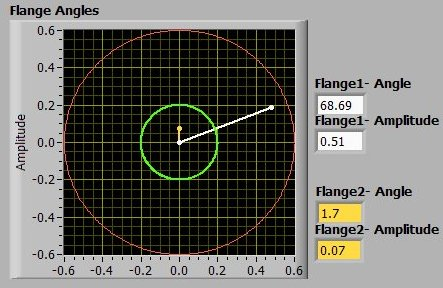 Flange Angles
0.6
0.4
0.2
0.0
-0.2
-0.4
-0.6
Amplitude
-0.6 -0.4 -0.2 0.0 0.2 0.4 0.6
Flange1- Angle
68.69
Flange1- Amplitude
0.51
Flange2- Angle
1.7
Flange2- Amplitude
0.07